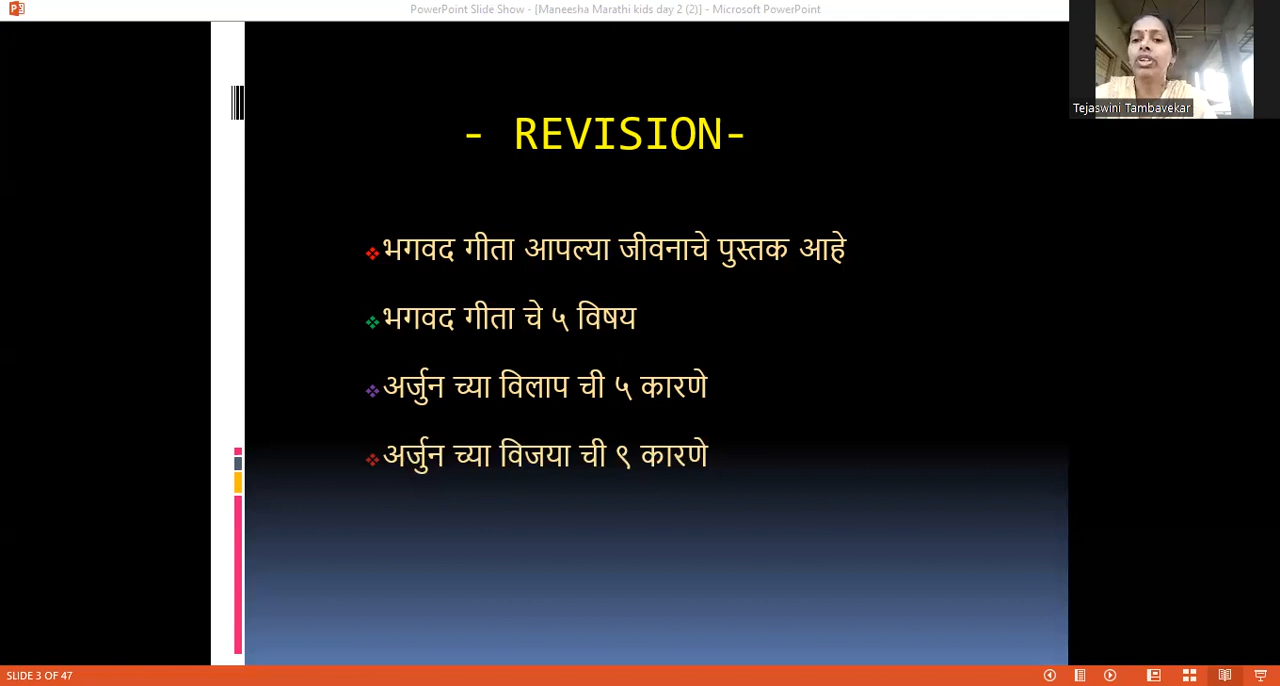 PowerPoint Slide Show - [Maneesha Marathi kids day 2 (2)] - Microsoft PowerPoint
Tejaswini Tambavekar
- REVISION-
भगवद गीता आपल्या जीवनाचे पुस्तक आहे
भगवद गीता चे ५ विषय
अर्जुन च्या विलाप ची ५ कारणे
अर्जुन च्या विजया ची ९ कारणे
SLIDE 3 OF 47